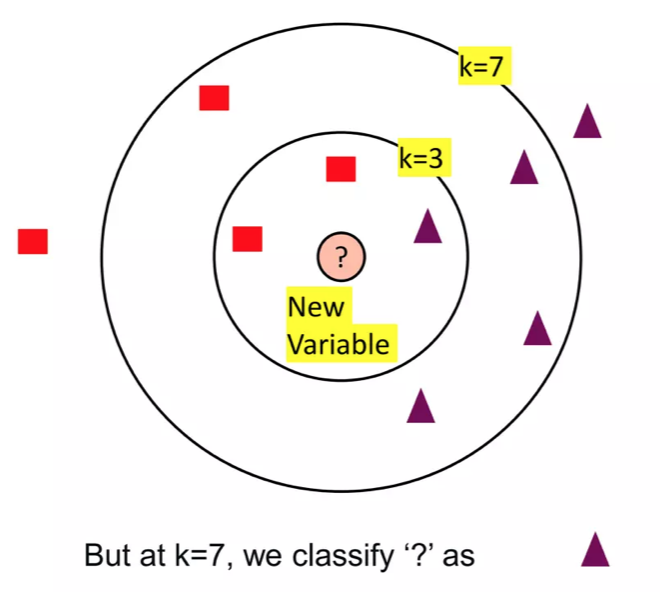 k=7
k=3
?
New
Variable
But at k=7, we classify ‘?’ as